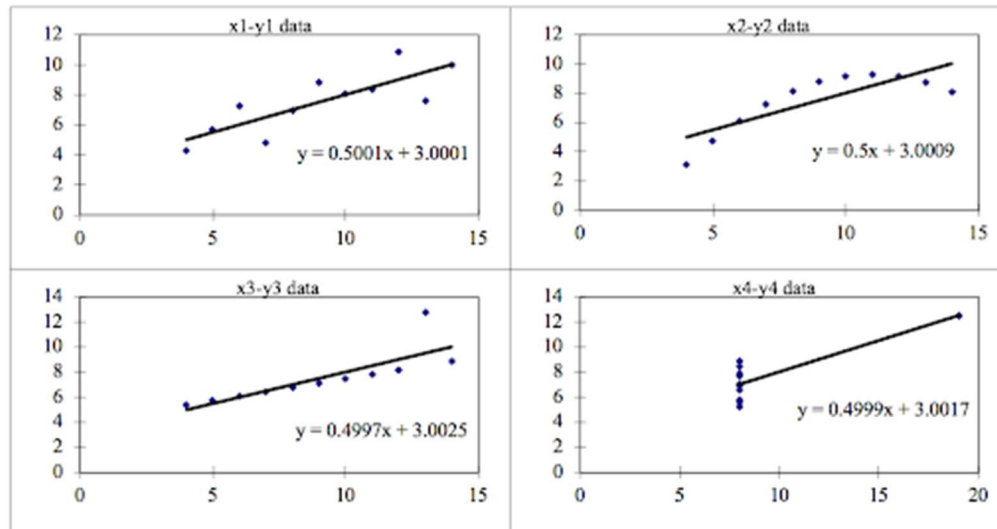 x1-y1 data
12
10
8
6
4
2
0
y = 0.5001x + 3.0001
0 5 10 15
x2-y2 data
12
10
8
6
4
2
0
y = 0.5x + 3.0009
0 5 10 15
x3-y3 data
14
12
10
8
6
4
2
0
y = 0.4997x + 3.0025
0 5 10 15
x4-y4 data
14
12
10
8
6
4
2
0
y = 0.4999x + 3.0017
0 5 10 15 20